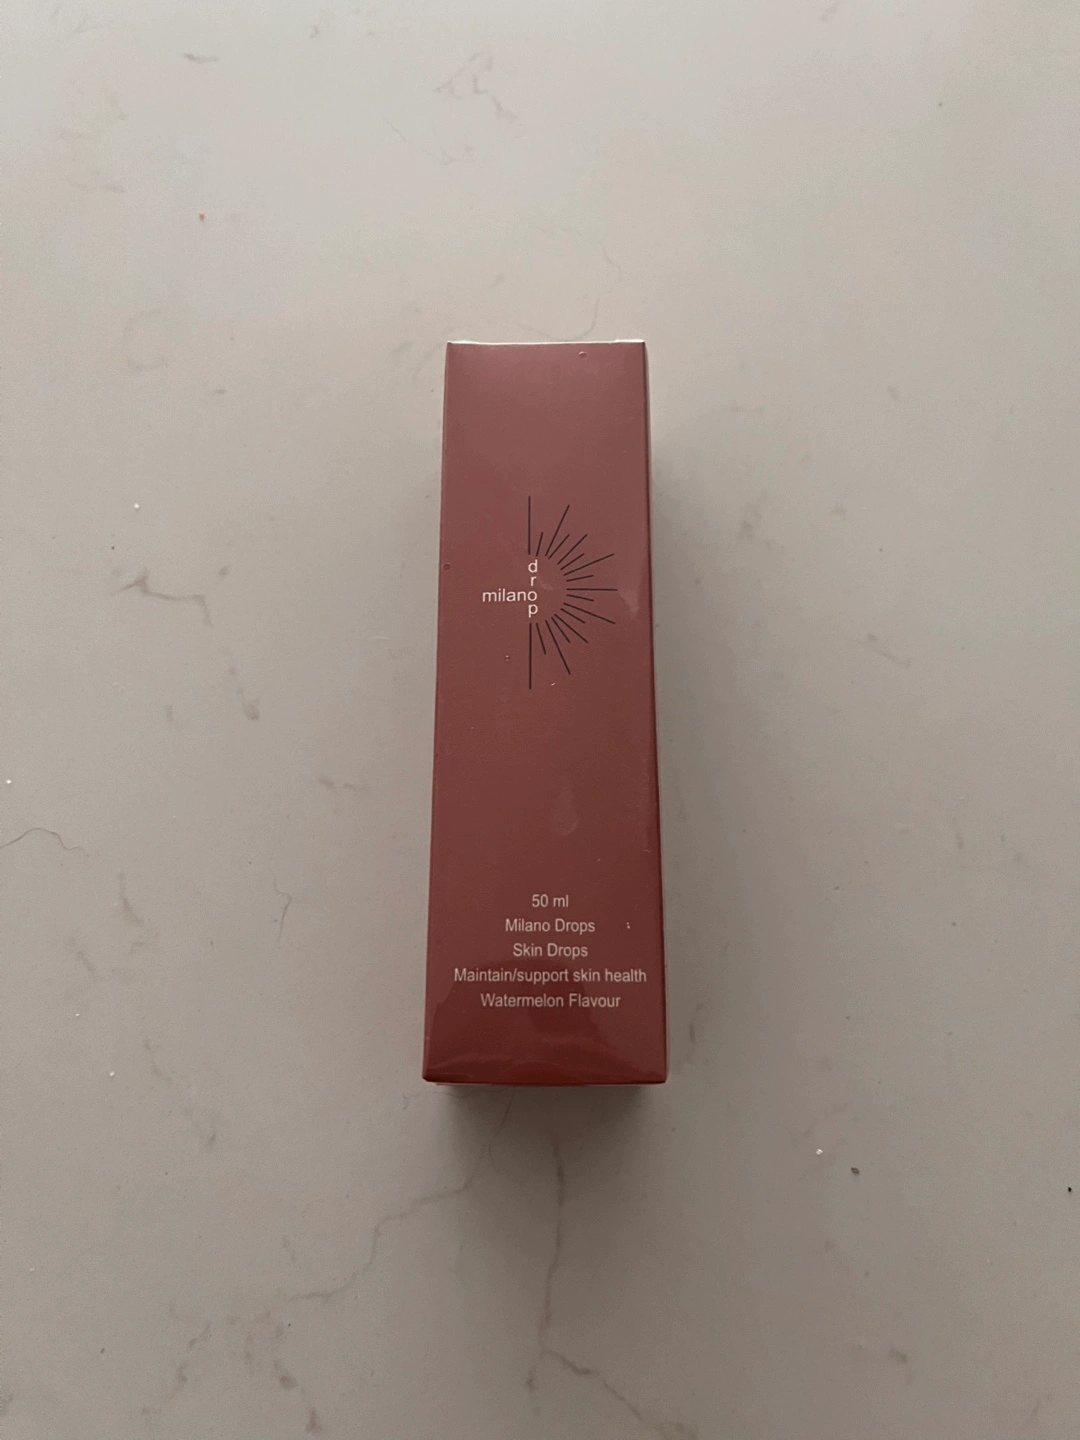 drop
milano
50 ml
Milano Drops
Skin Drops
Maintain/support skin health
Watermelon Flavour